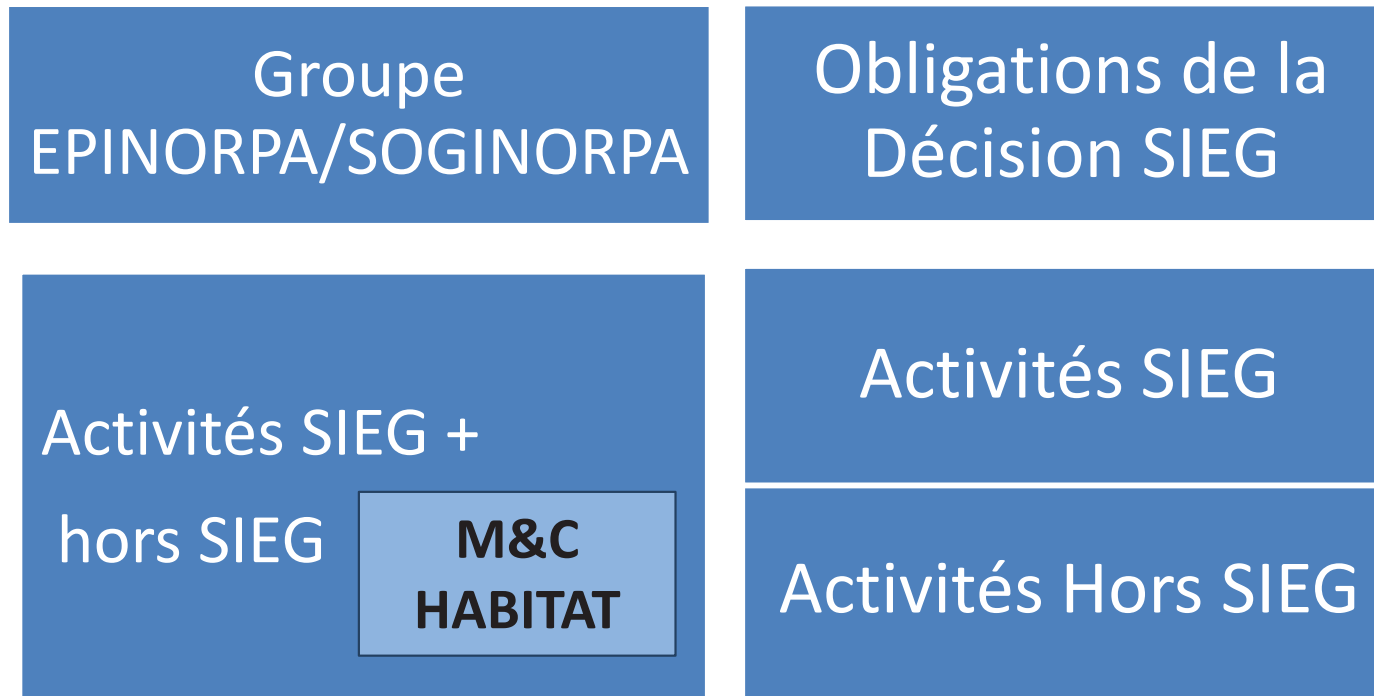 Groupe
EPINORPA/SOGINORPA
Obligations de la
Décision SIEG
Activités SIEG +
hors SIEG
M&C
HABITAT
Activités SIEG
Activités Hors SIEG